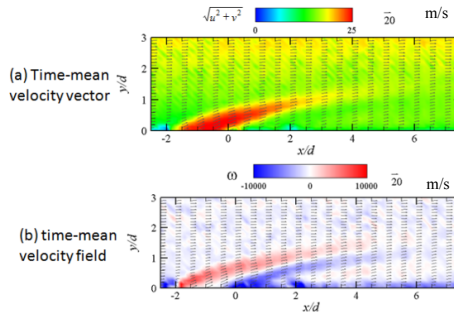 √u² + v² 0 25 20 m/s
(a) Time-mean
velocity vector
y/d
3
2
1
0
-2 0 2 4 6
x/d
ω -10000 0 10000 20 m/s
(b) time-mean
velocity field
y/d
3
2
1
0
-2 0 2 4 6
x/d